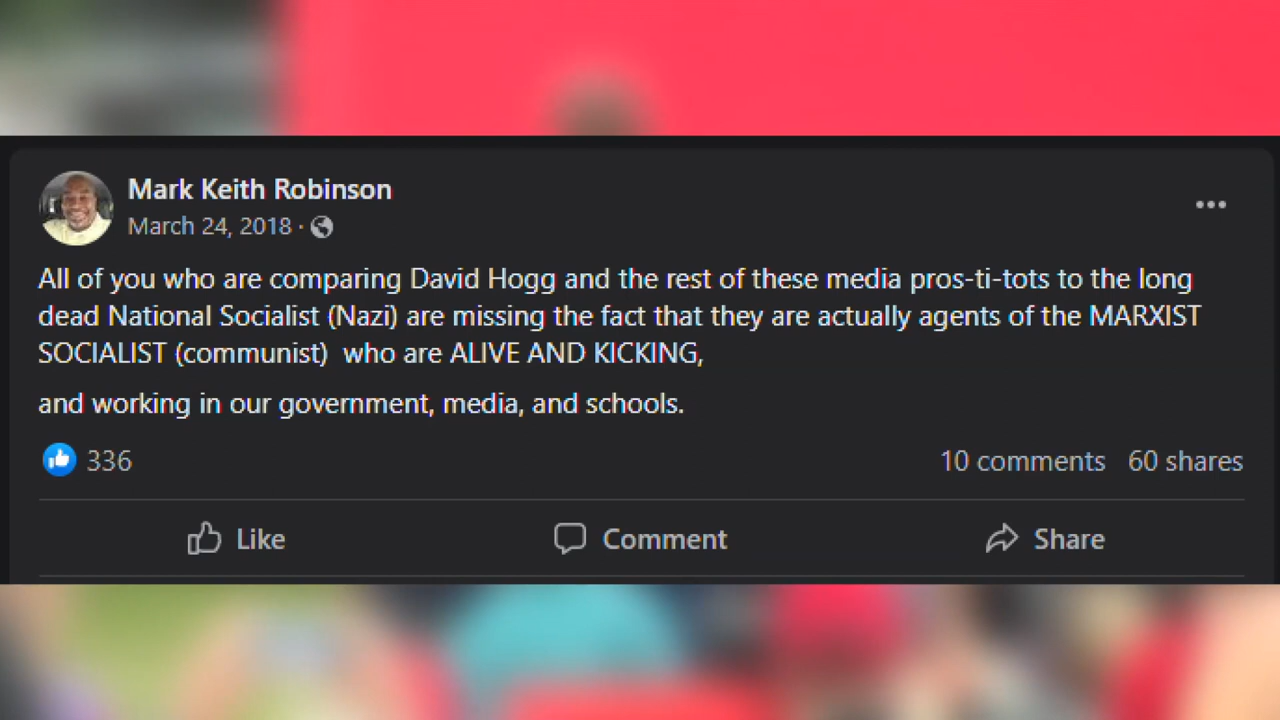 Mark Keith Robinson
March 24, 2018 ·
All of you who are comparing David Hogg and the rest of these media pros-ti-tots to the long
dead National Socialist (Nazi) are missing the fact that they are actually agents of the MARXIST
SOCIALIST (communist)  who are ALIVE AND KICKING,
and working in our government, media, and schools.
336
10 comments 60 shares
Like Comment Share